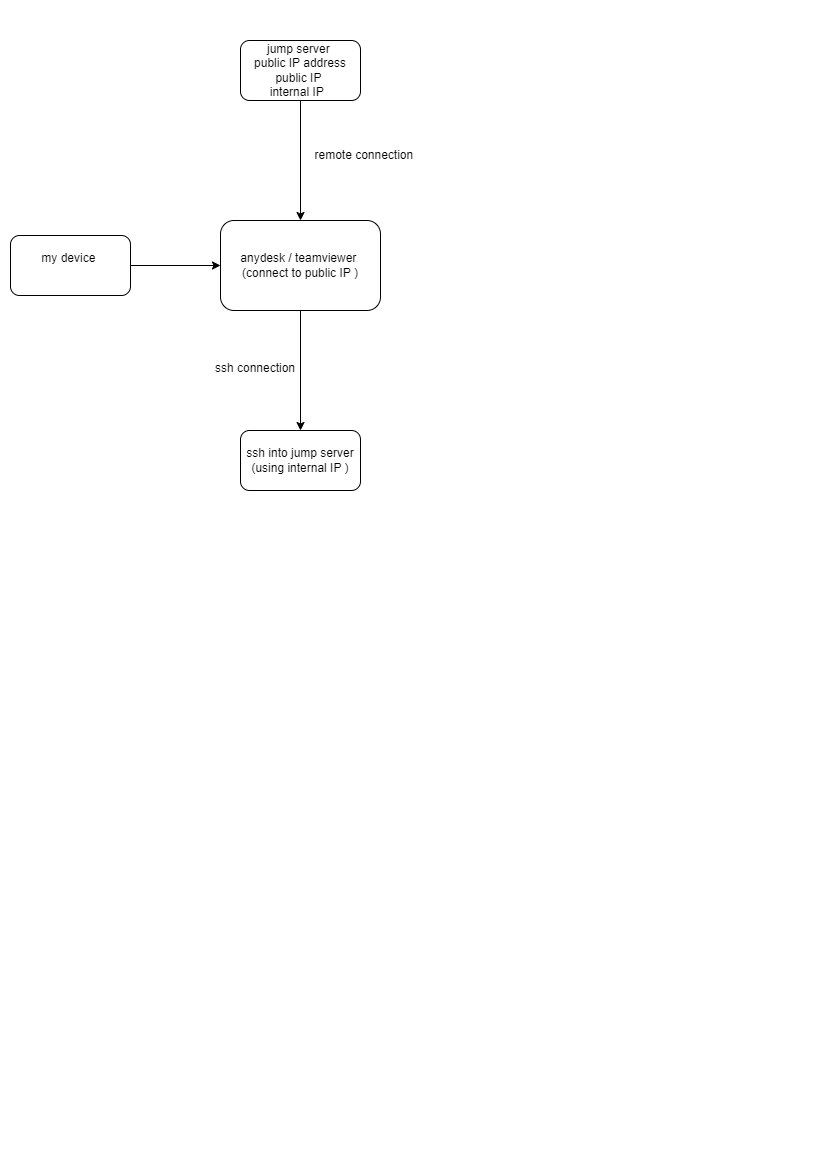 jump server
public IP address
public IP
internal IP
remote connection
my device
anydesk / teamviewer
(connect to public IP )
ssh connection
ssh into jump server
(using internal IP )